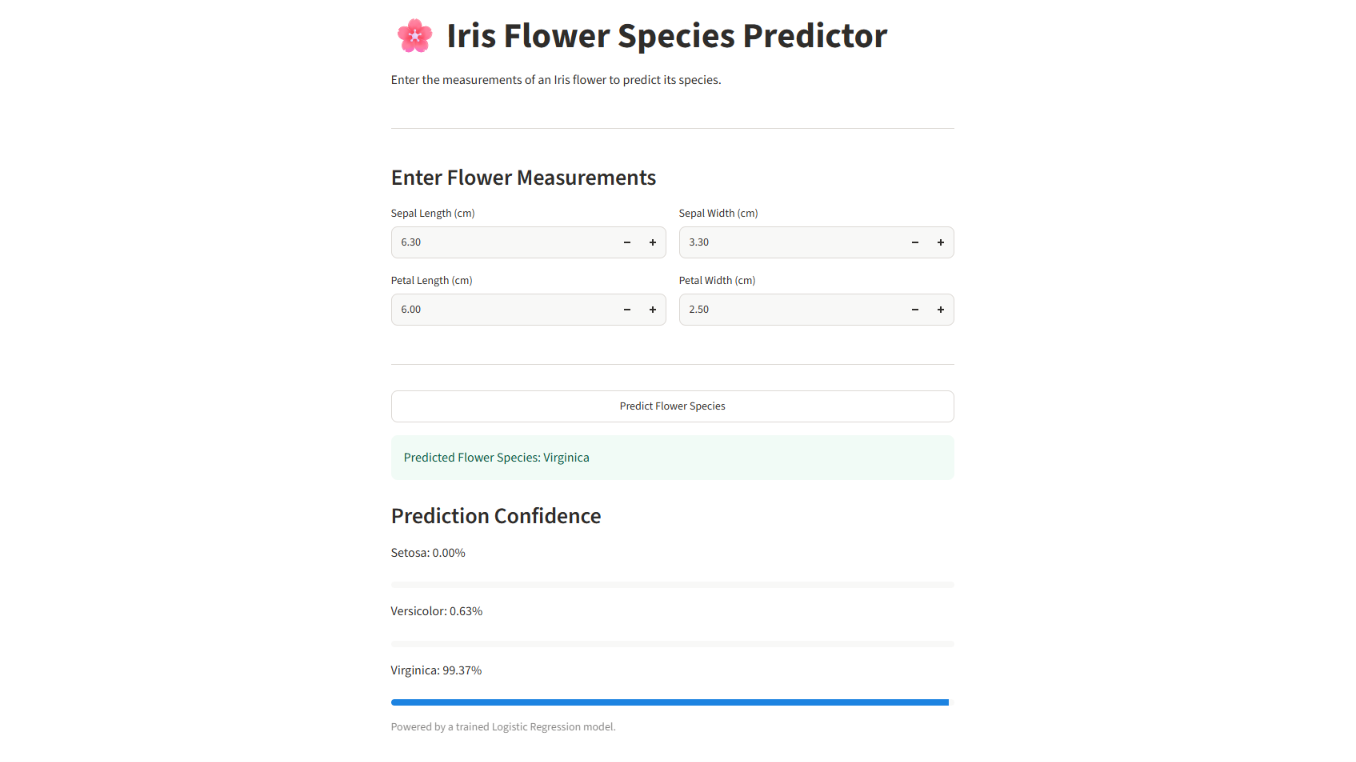 Iris Flower Species Predictor
Enter the measurements of an Iris flower to predict its species.
Enter Flower Measurements
Sepal Length (cm)
Sepal Width (cm)
6.30
3.30
Petal Length (cm)
Petal Width (cm)
6.00
2.50
Predict Flower Species
Predicted Flower Species: Virginica
Prediction Confidence
Setosa: 0.00%
Versicolor: 0.63%
Virginica: 99.37%
Powered by a trained Logistic Regression model.